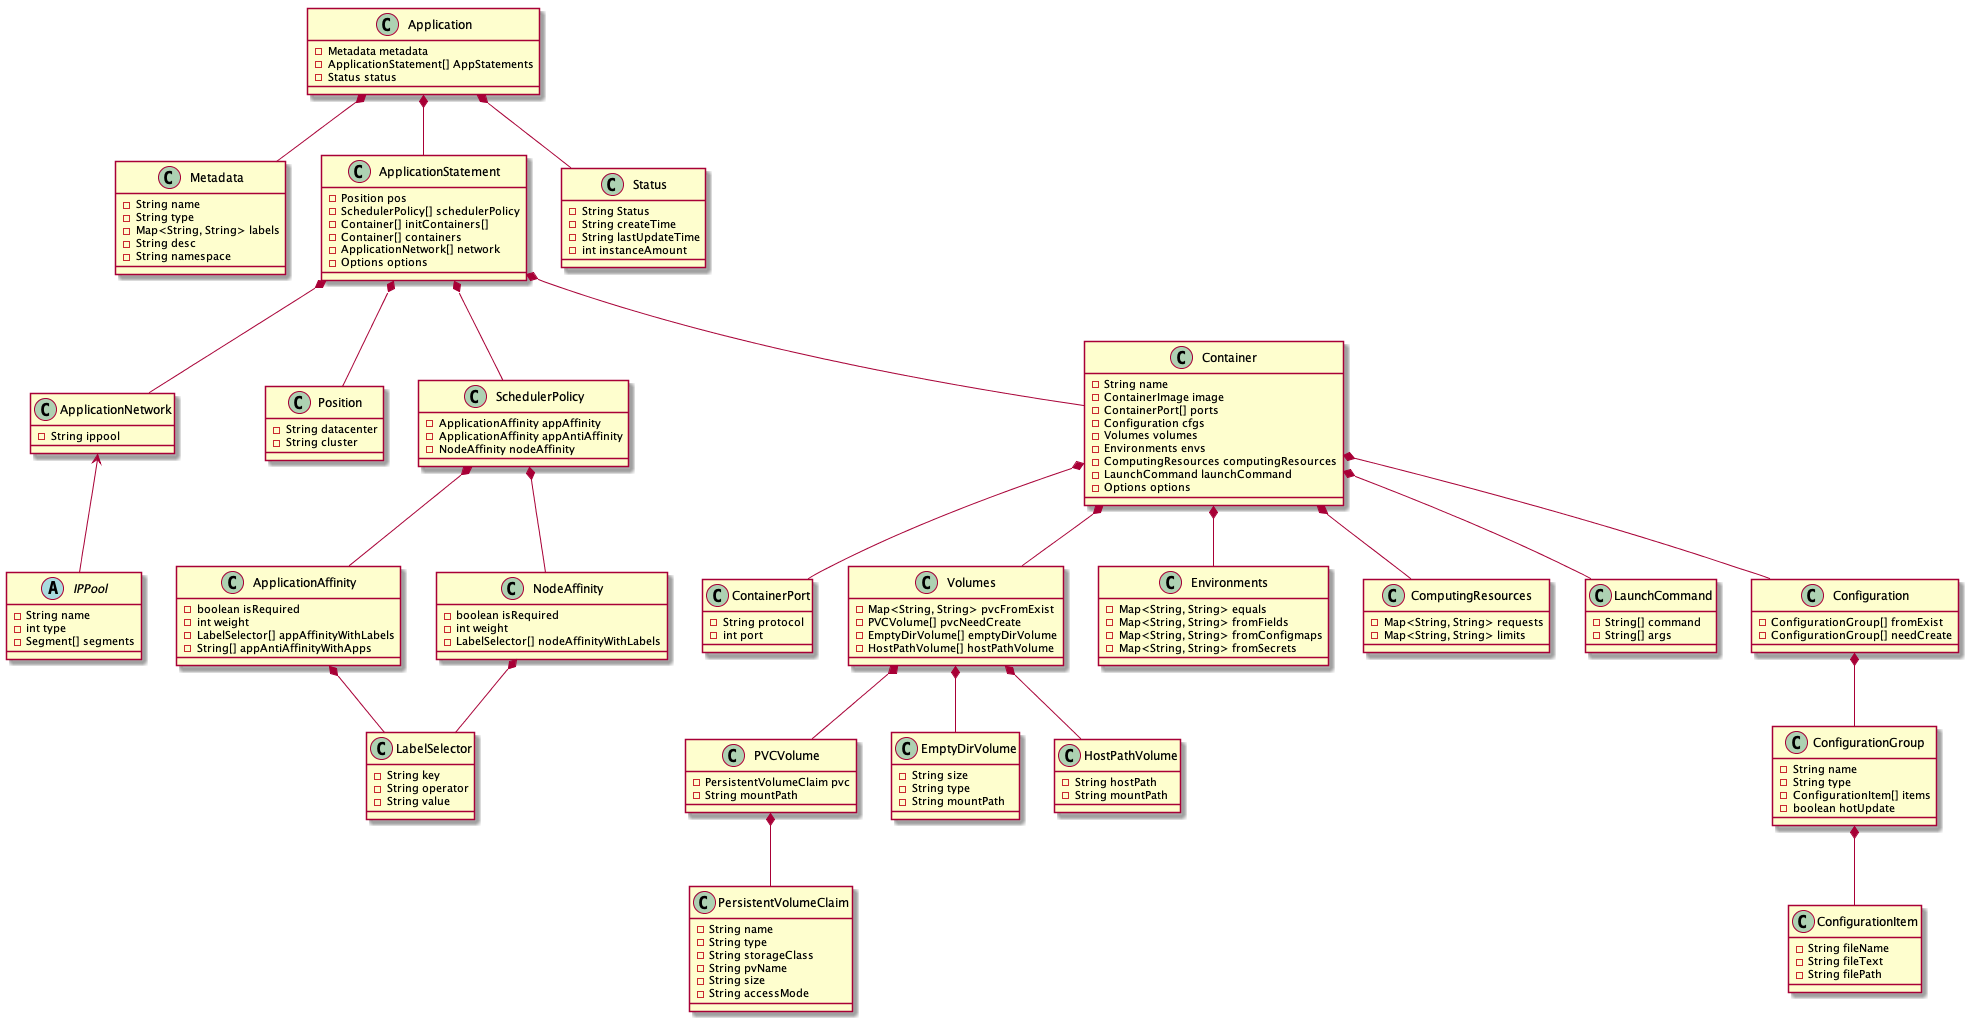 C Application
Metadata metadata
ApplicationStatement[] AppStatements
Status status
C Metadata
String name
String type
Map<String, String> labels
String desc
String namespace
C ApplicationStatement
Position pos
SchedulerPolicy[] schedulerPolicy
Container[] initContainers[]
Container[] containers
ApplicationNetwork[] network
Options options
C Status
String Status
String createTime
String lastUpdateTime
int instanceAmount
C ApplicationNetwork
String ippool
C Position
String datacenter
String cluster
C SchedulerPolicy
ApplicationAffinity appAffinity
ApplicationAffinity appAntiAffinity
NodeAffinity nodeAffinity
C Container
String name
ContainerImage image
ContainerPort[] ports
Configuration cfgs
Volumes volumes
Environments envs
ComputingResources computingResources
LaunchCommand launchCommand
Options options
A IPPool
String name
int type
Segment[] segments
C ApplicationAffinity
boolean isRequired
int weight
LabelSelector[] appAffinityWithLabels
String[] appAntiAffinityWithApps
C NodeAffinity
boolean isRequired
int weight
LabelSelector[] nodeAffinityWithLabels
C ContainerPort
String protocol
int port
C Volumes
Map<String, String> pvcFromExist
PVCVolume[] pvcNeedCreate
EmptyDirVolume[] emptyDirVolume
HostPathVolume[] hostPathVolume
C Environments
Map<String, String> equals
Map<String, String> fromFields
Map<String, String> fromConfigmaps
Map<String, String> fromSecrets
C ComputingResources
Map<String, String> requests
Map<String, String> limits
C LaunchCommand
String[] command
String[] args
C Configuration
ConfigurationGroup[] fromExist
ConfigurationGroup[] needCreate
C LabelSelector
String key
String operator
String value
C PVCVolume
PersistentVolumeClaim pvc
String mountPath
C EmptyDirVolume
String size
String type
String mountPath
C HostPathVolume
String hostPath
String mountPath
C ConfigurationGroup
String name
String type
ConfigurationItem[] items
boolean hotUpdate
C PersistentVolumeClaim
String name
String type
String storageClass
String pvName
String size
String accessMode
C ConfigurationItem
String fileName
String fileText
String filePath